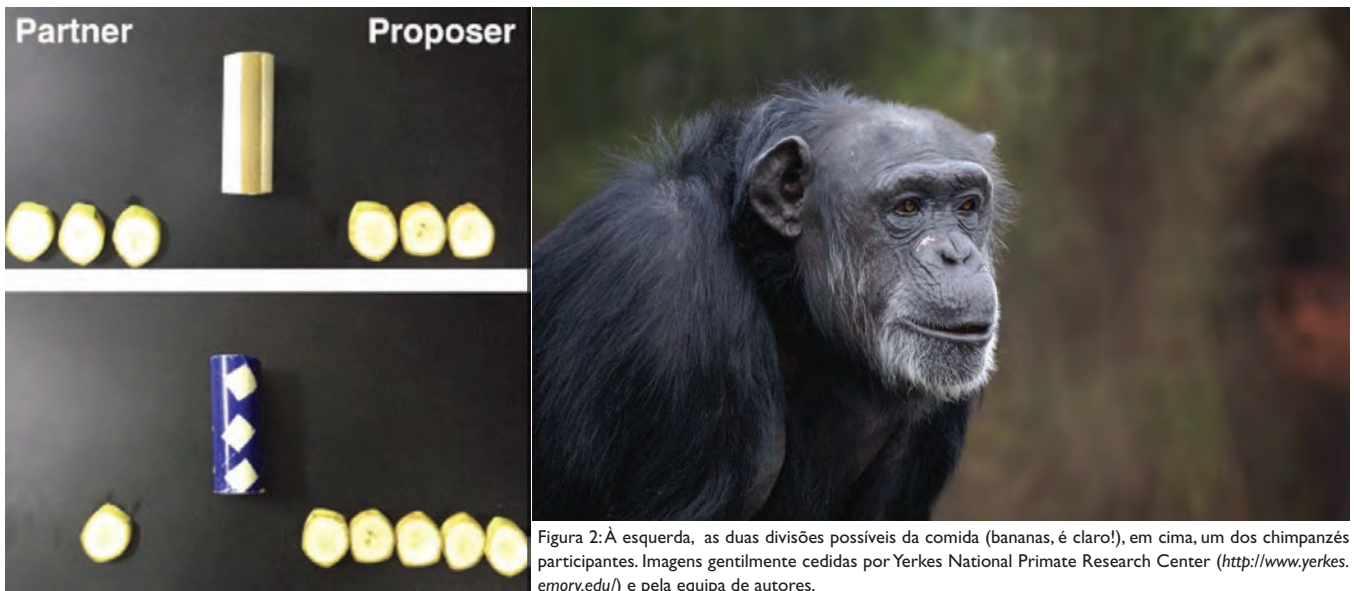 Partner Proposer
Figura 2: À esquerda, as duas divisões possíveis da comida (bananas, é claro!), em cima, um dos chimpanzés
participantes. Imagens gentilmente cedidas por Yerkes National Primate Research Center (http://www.yerkes.
emory.edu/) e pela equipa de autores.